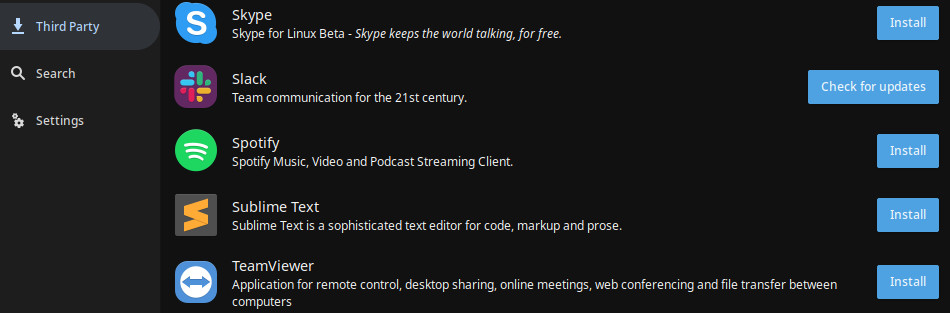 Third Party
Search
Settings
Skype
Skype for Linux Beta - Skype keeps the world talking, for free.
Install
Slack
Team communication for the 21st century.
Check for updates
Spotify
Spotify Music, Video and Podcast Streaming Client.
Install
Sublime Text
Sublime Text is a sophisticated text editor for code, markup and prose.
Install
TeamViewer
Application for remote control, desktop sharing, online meetings, web conferencing and file transfer between
computers
Install